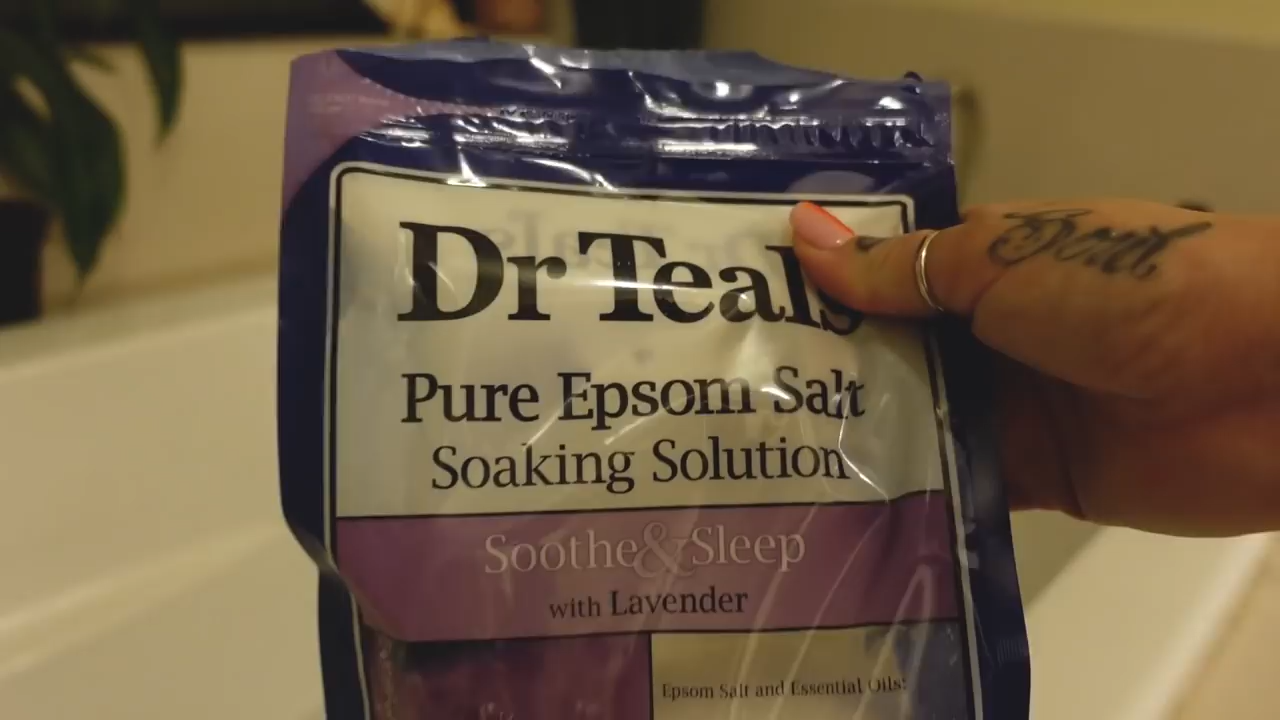 Dr Teals
Pure Epsom Salt
Soaking Solution
Soothe & Sleep
with Lavender
Epsom Salt and Essential Oils: